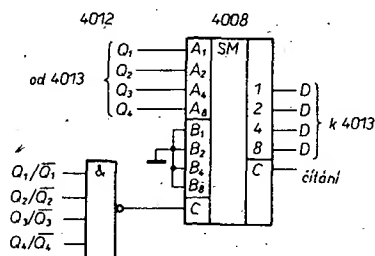 4012 4008
Q₁ A₁ SM
Q₂ A₂
od 4013 Q₃ A₄ 1 D
Q₄ A₈ 2 D
B₁ 4 D k 4013
B₂ 8 D
Q₁/Q̅₁ & B₄ C čítání
Q₂/Q̅₂ B₈
Q₃/Q̅₃ C
Q₄/Q̅₄